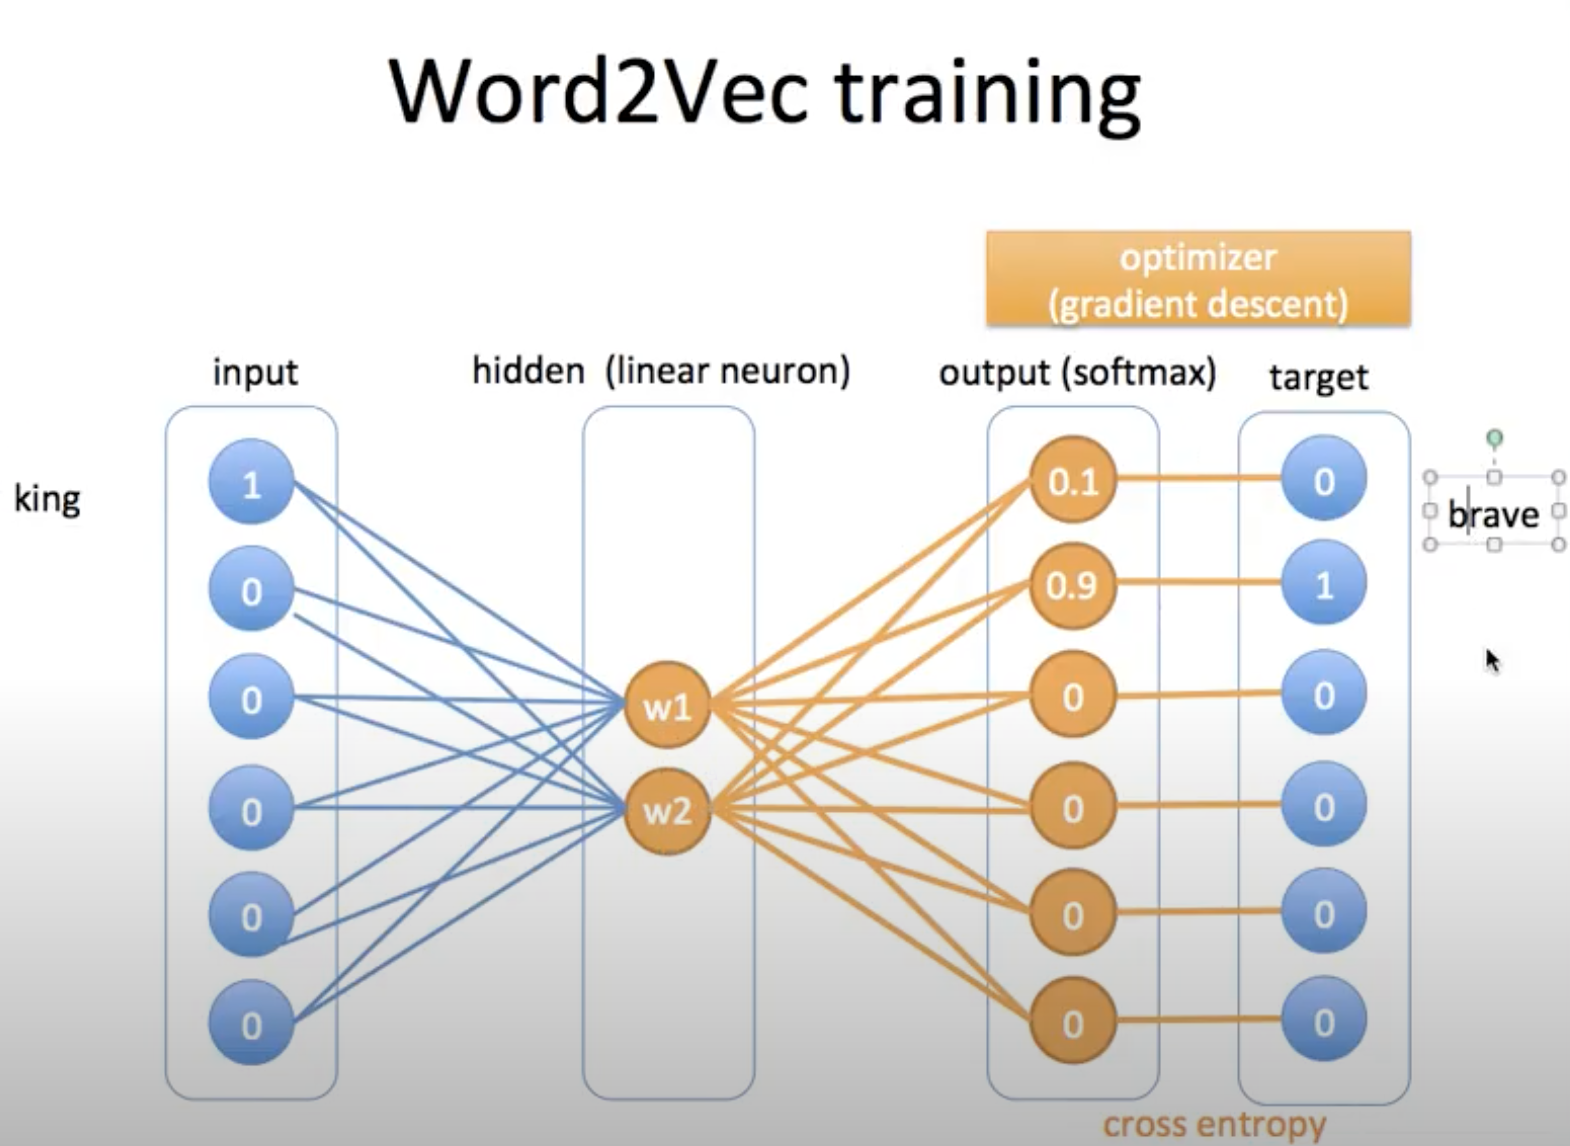 Word2Vec training
optimizer
(gradient descent)
input
hidden (linear neuron)
output (softmax)
target
king
1
0
0
0
0
0
w1
w2
0.1
0.9
0
0
0
0
0
1
0
0
0
0
brave
cross entropy